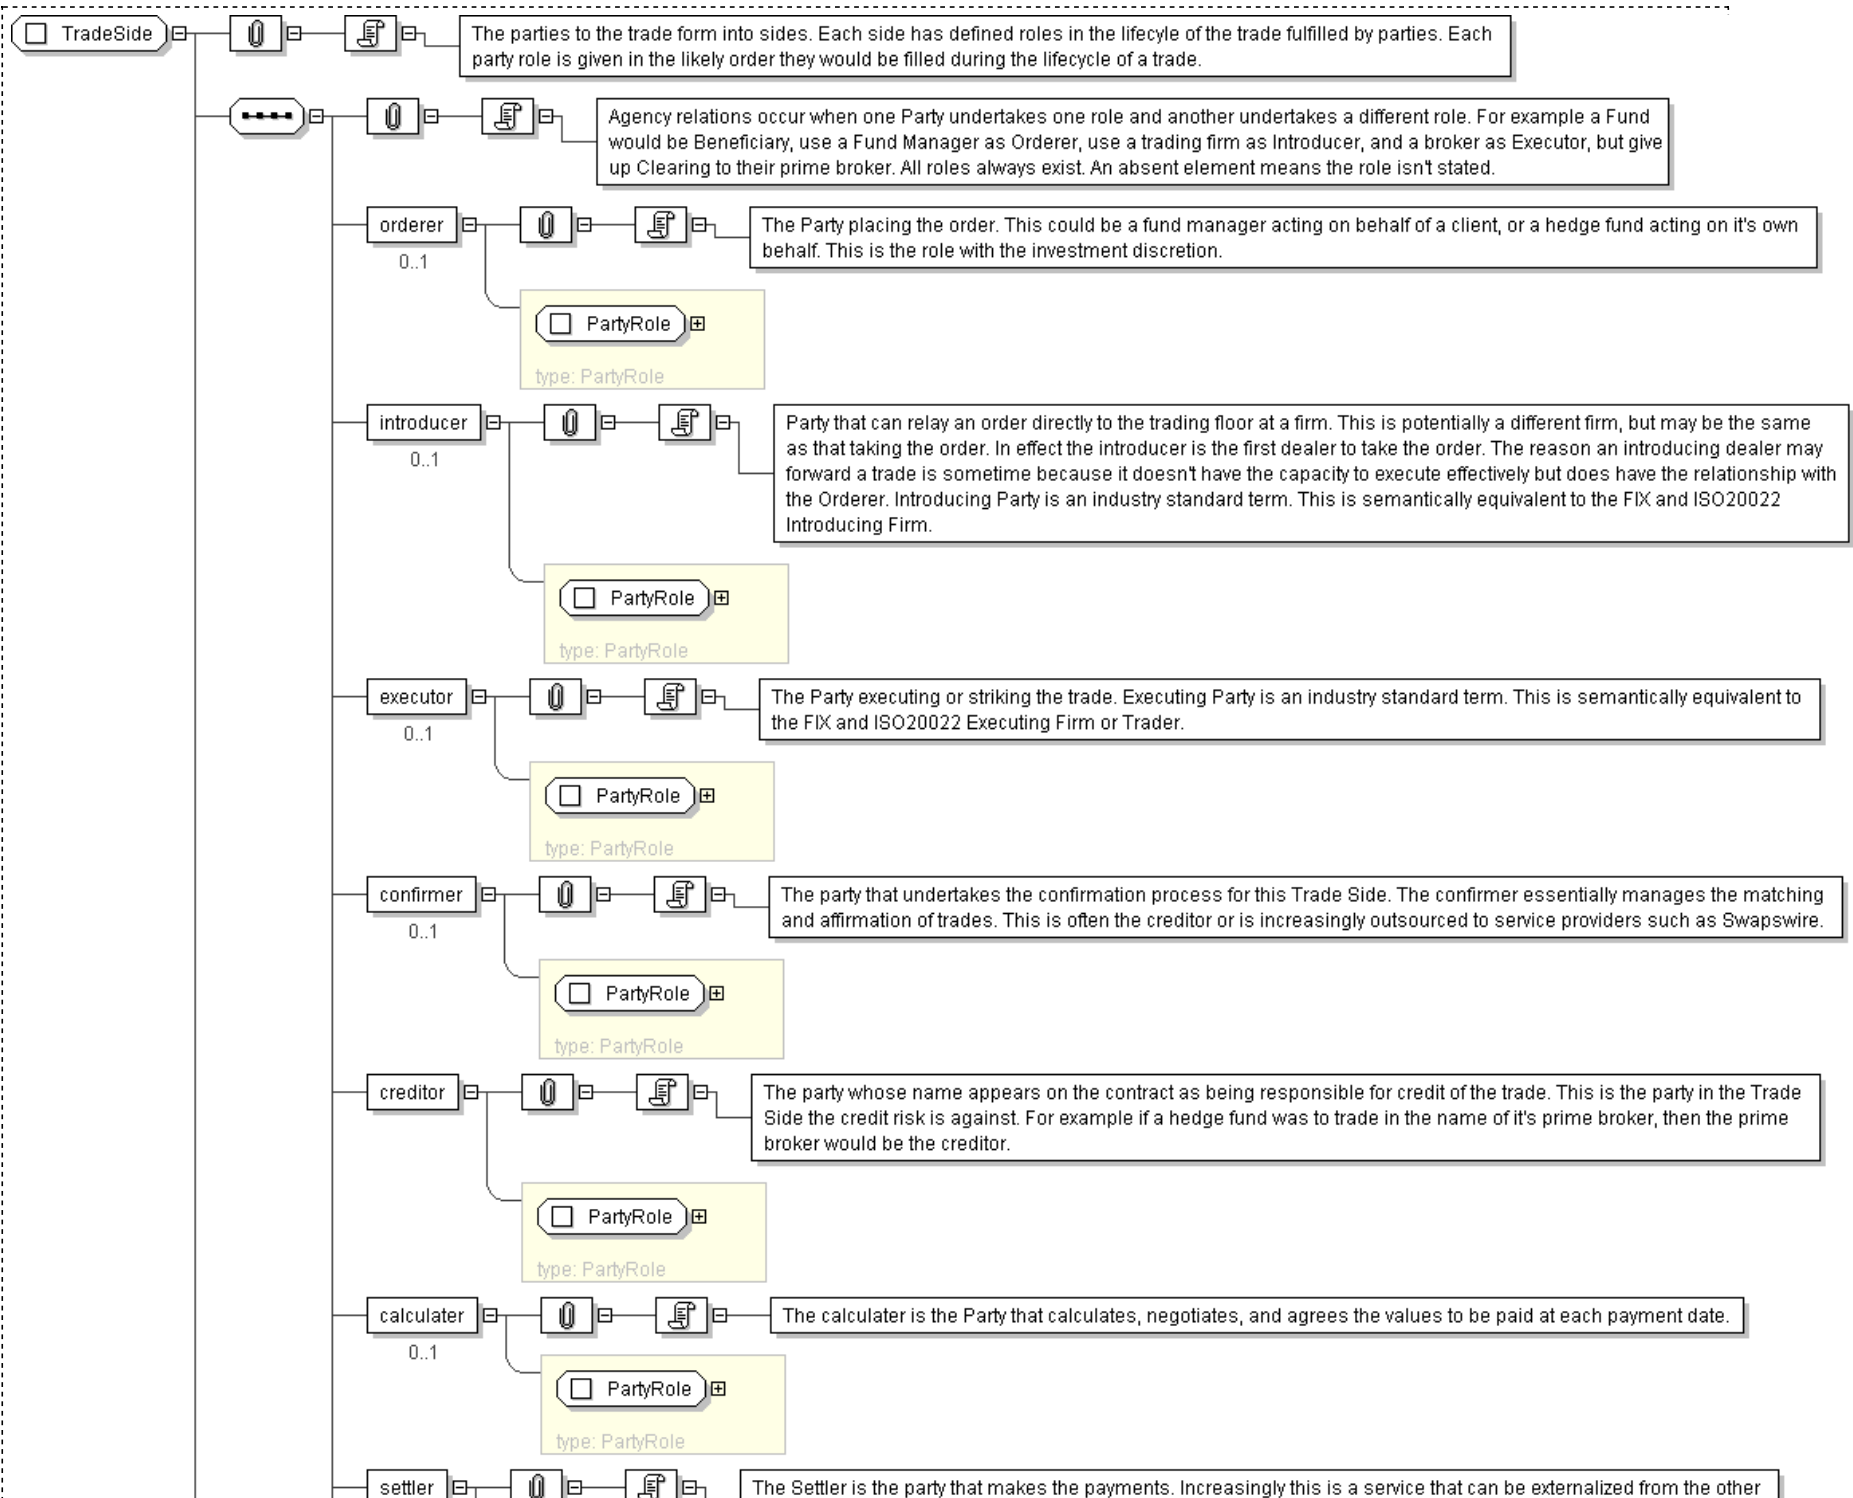 TradeSide
The parties to the trade form into sides. Each side has defined roles in the lifecyle of the trade fulfilled by parties. Each
party role is given in the likely order they would be filled during the lifecycle of a trade.
Agency relations occur when one Party undertakes one role and another undertakes a different role. For example a Fund
would be Beneficiary, use a Fund Manager as Orderer, use a trading firm as Introducer, and a broker as Executor, but give
up Clearing to their prime broker. All roles always exist. An absent element means the role isn't stated.
orderer
0..1
The Party placing the order. This could be a fund manager acting on behalf of a client, or a hedge fund acting on it's own
behalf. This is the role with the investment discretion.
PartyRole
type: PartyRole
introducer
0..1
Party that can relay an order directly to the trading floor at a firm. This is potentially a different firm, but may be the same
as that taking the order. In effect the introducer is the first dealer to take the order. The reason an introducing dealer may
forward a trade is sometime because it doesn't have the capacity to execute effectively but does have the relationship with
the Orderer. Introducing Party is an industry standard term. This is semantically equivalent to the FIX and ISO20022
Introducing Firm.
PartyRole
type: PartyRole
executor
0..1
The Party executing or striking the trade. Executing Party is an industry standard term. This is semantically equivalent to
the FIX and ISO20022 Executing Firm or Trader.
PartyRole
type: PartyRole
confirmer
0..1
The party that undertakes the confirmation process for this Trade Side. The confirmer essentially manages the matching
and affirmation of trades. This is often the creditor or is increasingly outsourced to service providers such as Swapswire.
PartyRole
type: PartyRole
creditor
The party whose name appears on the contract as being responsible for credit of the trade. This is the party in the Trade
Side the credit risk is against. For example if a hedge fund was to trade in the name of it's prime broker, then the prime
broker would be the creditor.
PartyRole
type: PartyRole
calculater
0..1
The calculater is the Party that calculates, negotiates, and agrees the values to be paid at each payment date.
PartyRole
type: PartyRole
settler
The Settler is the party that makes the payments. Increasingly this is a service that can be externalized from the other